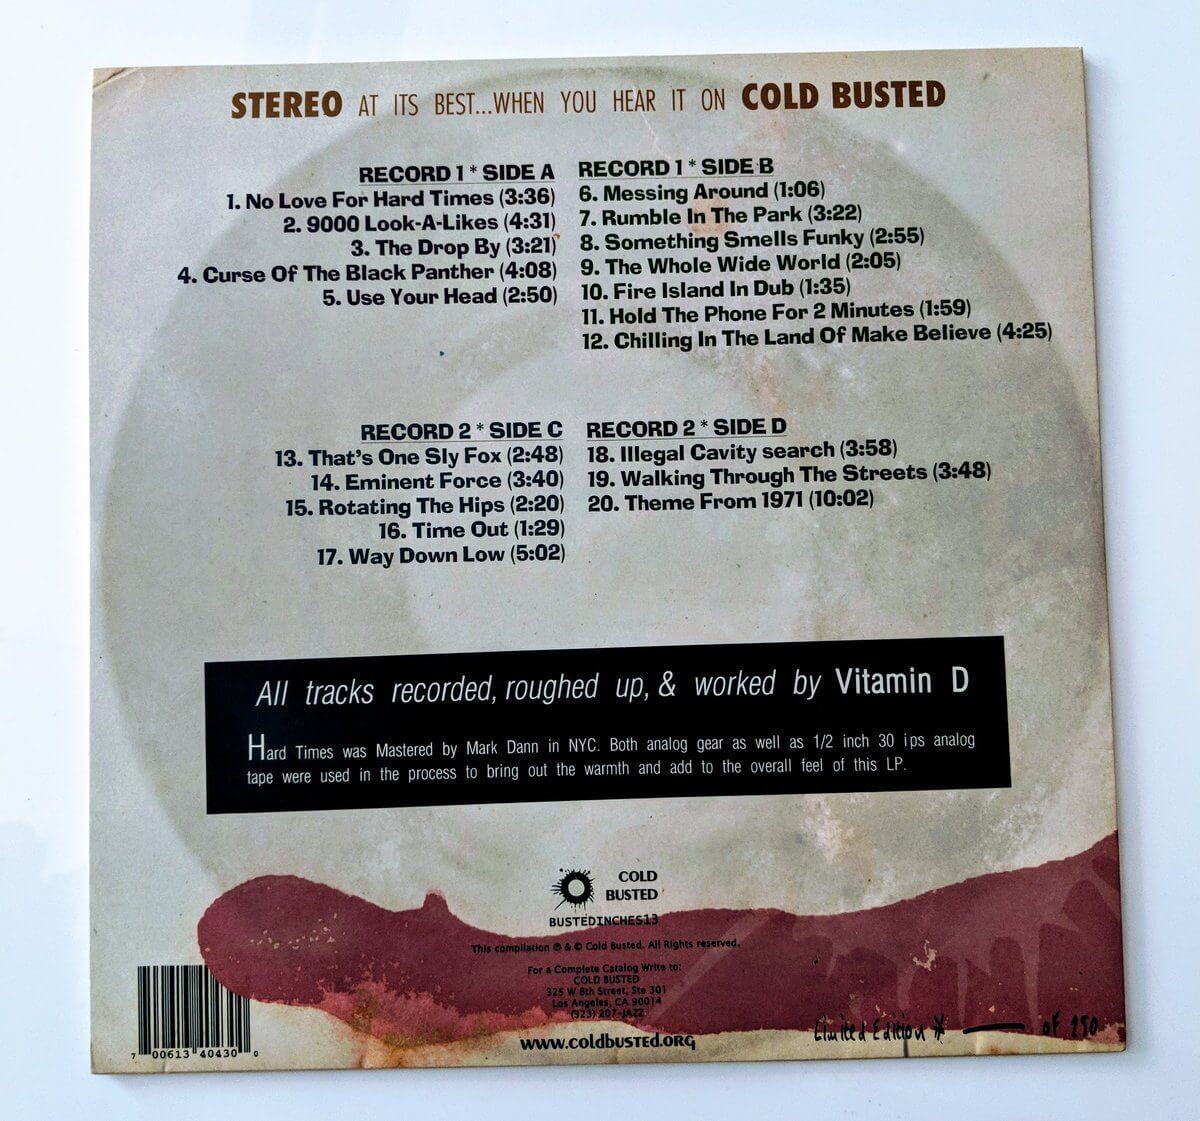 STEREO AT ITS BEST...WHEN YOU HEAR IT ON COLD BUSTED
RECORD 1 * SIDE A
1. No Love For Hard Times (3:36)
2. 9000 Look-A-Likes (4:31)
3. The Drop By (3:21)
4. Curse Of The Black Panther (4:08)
5. Use Your Head (2:50)
RECORD 1 * SIDE B
6. Messing Around (1:06)
7. Rumble In The Park (3:22)
8. Something Smells Funky (2:55)
9. The Whole Wide World (2:05)
10. Fire Island In Dub (1:35)
11. Hold The Phone For 2 Minutes (1:59)
12. Chilling In The Land Of Make Believe (4:25)
RECORD 2 * SIDE C
13. That's One Sly Fox (2:48)
14. Eminent Force (3:40)
15. Rotating The Hips (2:20)
16. Time Out (1:29)
17. Way Down Low (5:02)
RECORD 2 * SIDE D
18. Illegal Cavity search (3:58)
19. Walking Through The Streets (3:48)
20. Theme From 1971 (10:02)
All tracks recorded, roughed up, & worked by Vitamin D
Hard Times was Mastered by Mark Dann in NYC. Both analog gear as well as 1/2 inch 30 ips analog
tape were used in the process to bring out the warmth and add to the overall feel of this LP.
COLD
BUSTED
BUSTEDINCHES13
This compilation ℗ & © Cold Busted. All Rights reserved.
For a Complete Catalog Write to:
COLD BUSTED
325 W 8th Street, Ste 301
Los Angeles, CA 90014
(323) 207-JAZZ
www.coldbusted.org
7 00613 40430 0
Limited Edition # — of 250